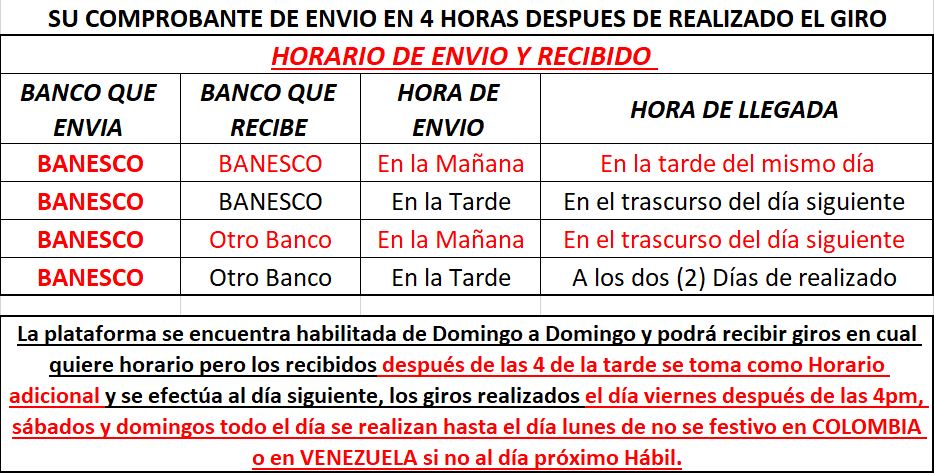 SU COMPROBANTE DE ENVIO EN 4 HORAS DESPUES DE REALIZADO EL GIRO
HORARIO DE ENVIO Y RECIBIDO
BANCO QUE ENVIA BANCO QUE RECIBE HORA DE ENVIO HORA DE LLEGADA
BANESCO BANESCO En la Mañana En la tarde del mismo día
BANESCO BANESCO En la Tarde En el trascurso del día siguiente
BANESCO Otro Banco En la Mañana En el trascurso del día siguiente
BANESCO Otro Banco En la Tarde A los dos (2) Días de realizado
La plataforma se encuentra habilitada de Domingo a Domingo y podrá recibir giros en cual
quiere horario pero los recibidos después de las 4 de la tarde se toma como Horario
adicional y se efectúa al día siguiente, los giros realizados el día viernes después de las 4pm,
sábados y domingos todo el día se realizan hasta el día lunes de no se festivo en COLOMBIA
o en VENEZUELA si no al día próximo Hábil.